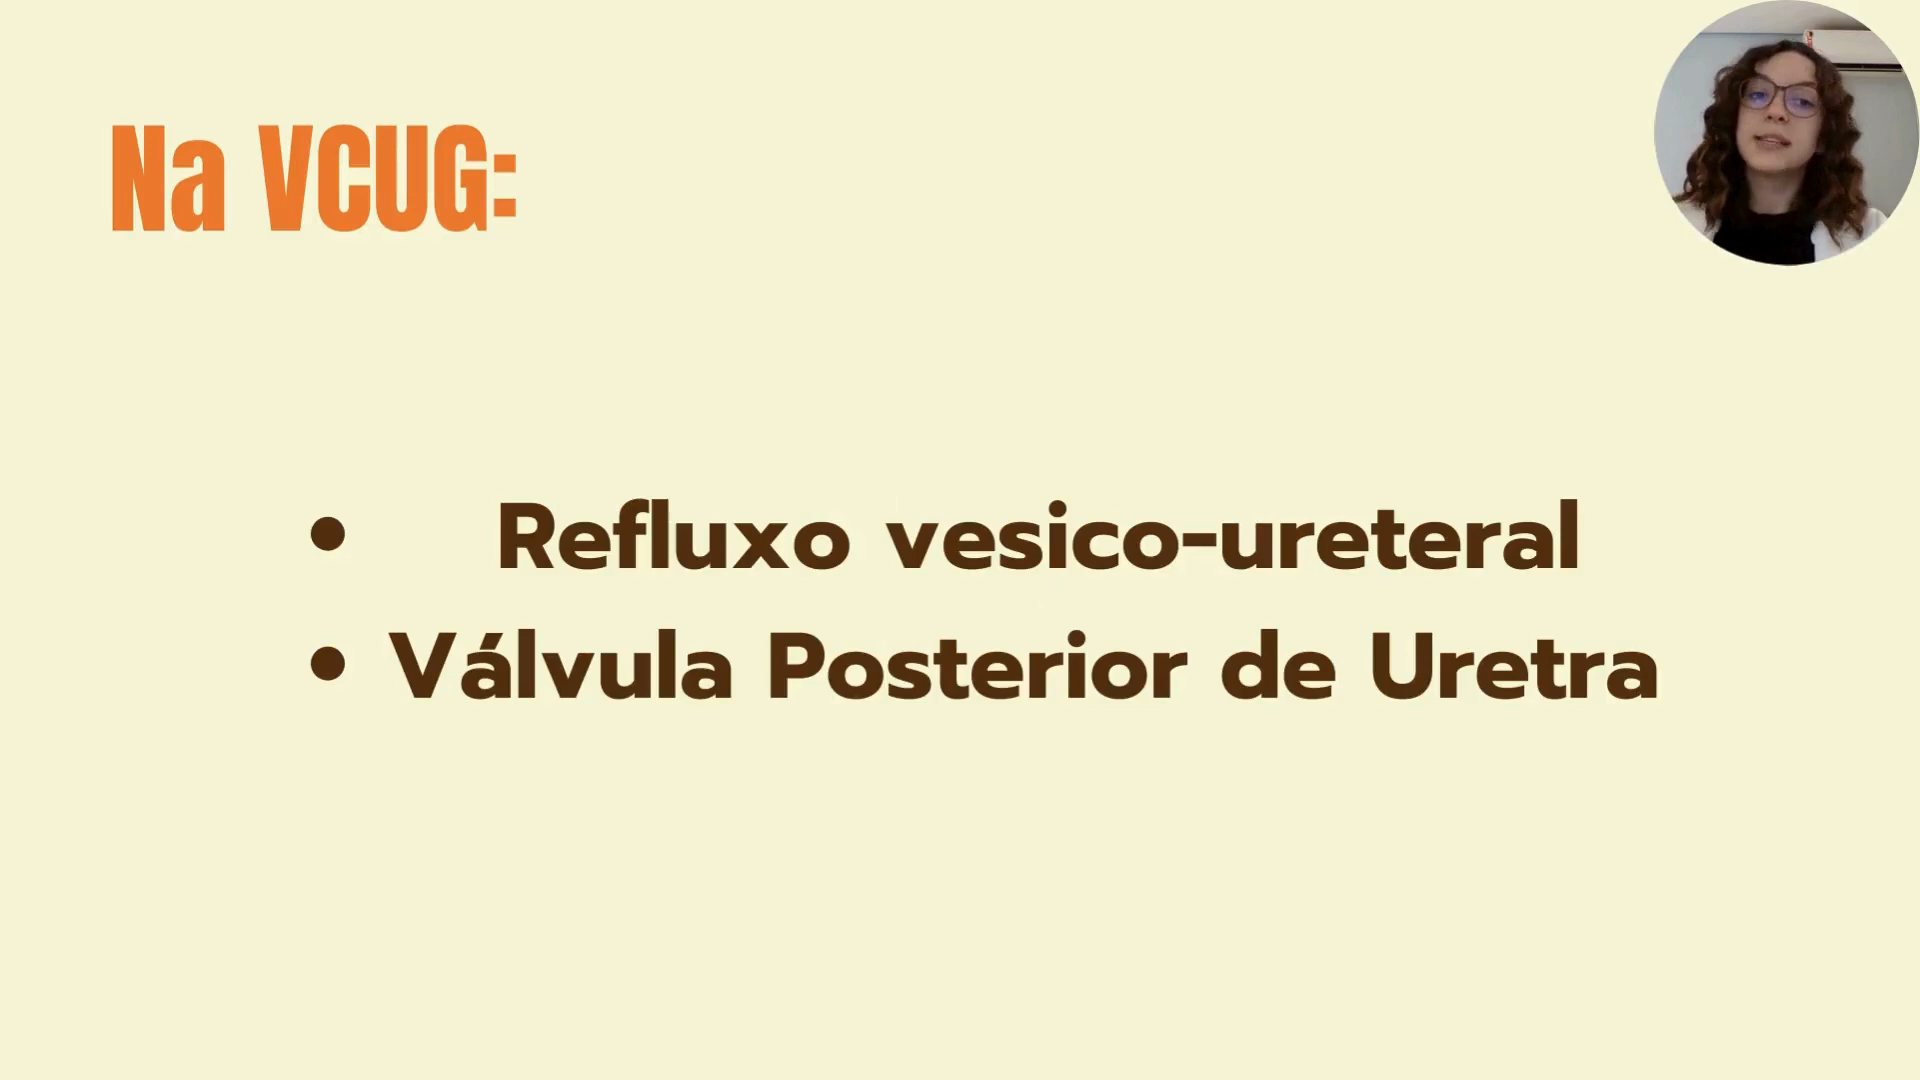 Na VCUG:
• Refluxo vesico-ureteral
• Válvula Posterior de Uretra